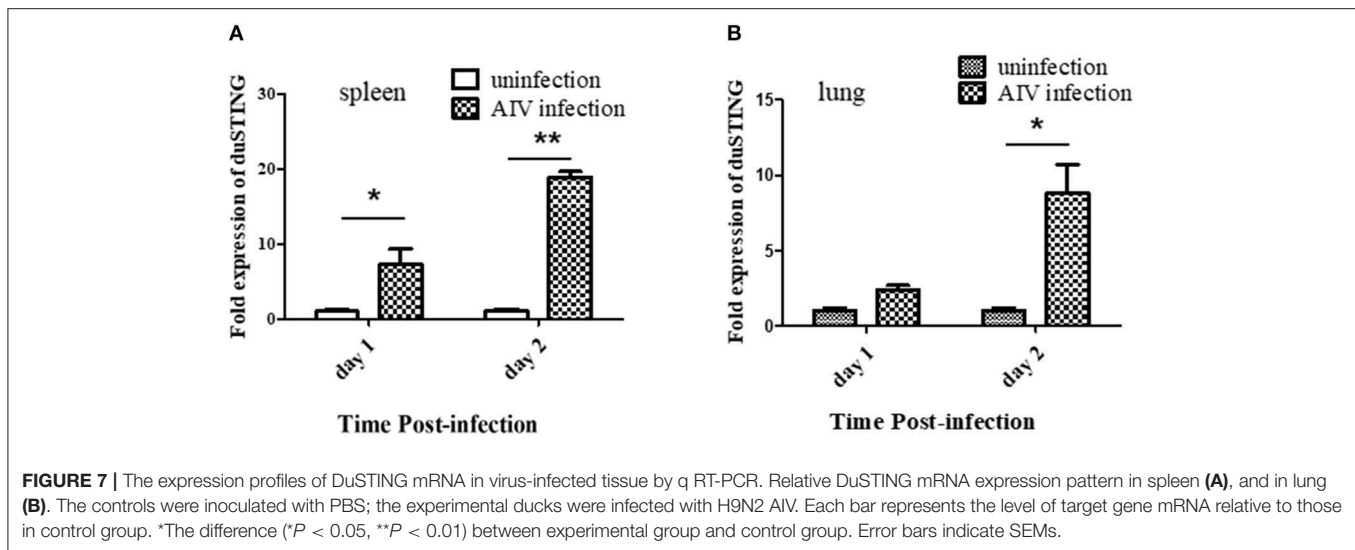 A
spleen
uninfection
AIV infection
Fold expression of duSTING
30
20
10
0
*
**
day 1
day 2
Time Post-infection
B
lung
uninfection
AIV infection
Fold expression of duSTING
15
10
5
0
*
day 1
day 2
Time Post-infection
FIGURE 7 | The expression profiles of DuSTING mRNA in virus-infected tissue by q RT-PCR. Relative DuSTING mRNA expression pattern in spleen (A), and in lung
(B). The controls were inoculated with PBS; the experimental ducks were infected with H9N2 AIV. Each bar represents the level of target gene mRNA relative to those
in control group. *The difference (*P < 0.05, **P < 0.01) between experimental group and control group. Error bars indicate SEMs.